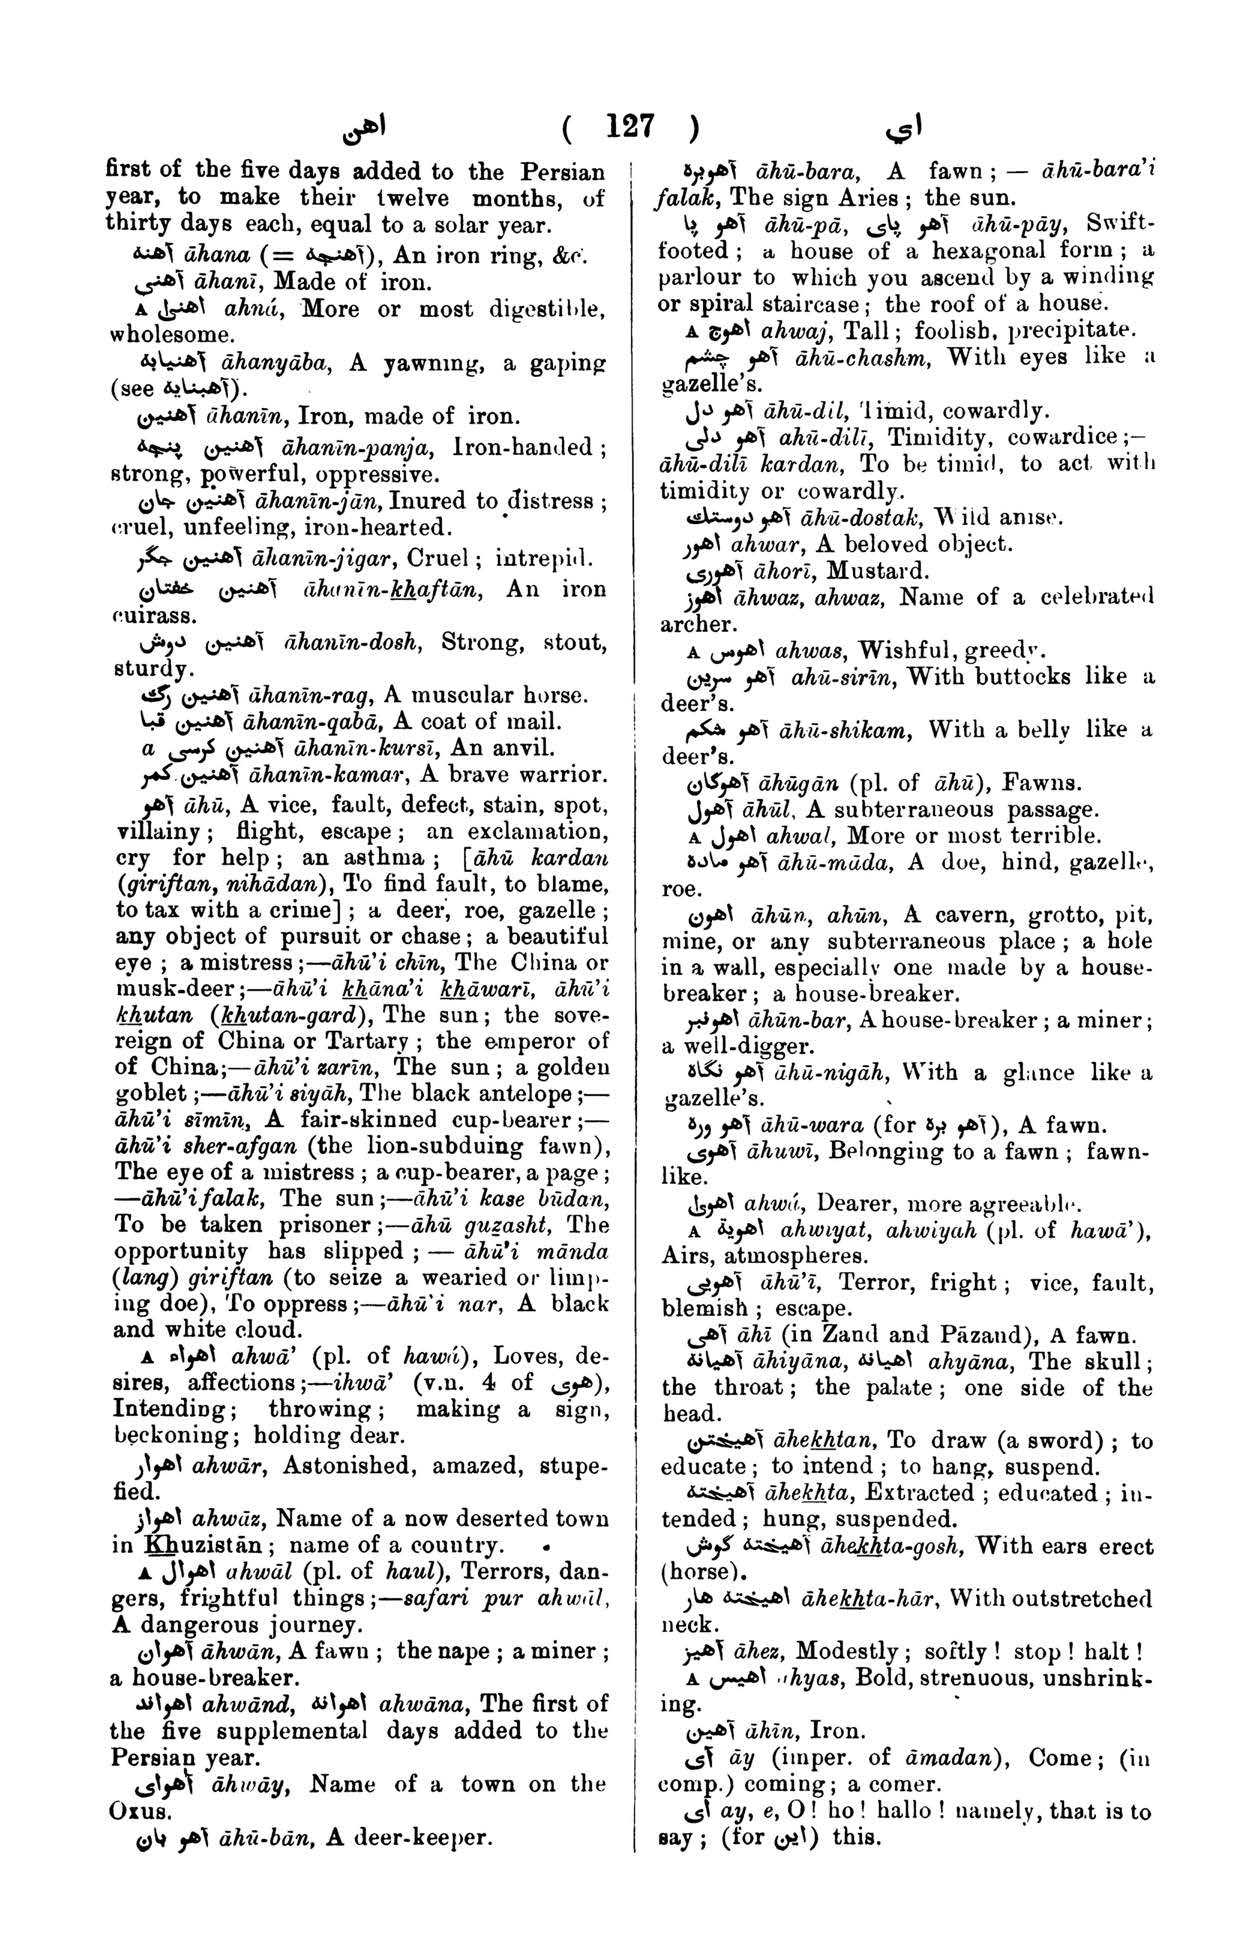 اهن ( 127 ) اي
first of the five days added to the Persian
year, to make their twelve months, of
thirty days each, equal to a solar year.
آهنه āhana (= آهنچه), An iron ring, &c.
آهنی āhanī, Made of iron.
A اهنیٰ ahná, More or most digestible,
wholesome.
آهنیابه āhanyāba, A yawning, a gaping
(see آهبنایه).
آهنین āhanīn, Iron, made of iron.
آهنین پنچه āhanīn-panja, Iron-handed ;
strong, powerful, oppressive.
آهنین جان āhanīn-jān, Inured to distress ;
cruel, unfeeling, iron-hearted.
آهنین جگر āhanīn-jigar, Cruel ; intrepid.
آهنین خفتان āhanīn-khaftān, An iron
cuirass.
آهنین دوش āhanīn-dosh, Strong, stout,
sturdy.
آهنین رگ āhanīn-rag, A muscular horse.
آهنین قبا āhanīn-qabā, A coat of mail.
a آهنین کرسی āhanīn-kursī, An anvil.
آهنین کمر āhanīn-kamar, A brave warrior.
آهو āhū, A vice, fault, defect, stain, spot,
villainy ; flight, escape ; an exclamation,
cry for help ; an asthma ; [āhū kardan
(giriftan, nihādan), To find fault, to blame,
to tax with a crime] ; a deer, roe, gazelle ;
any object of pursuit or chase ; a beautiful
eye ; a mistress ;—āhū’i chīn, The China or
musk-deer ;—āhū’i khāna’i khāwarī, āhū’i
khutan (khutan-gard), The sun ; the sove-
reign of China or Tartary ; the emperor of
of China;—āhū’i zarīn, The sun ; a golden
goblet ;—āhū’i siyāh, The black antelope ;—
āhū’i sīmīn, A fair-skinned cup-bearer ;—
āhū’i sher-afgan (the lion-subduing fawn),
The eye of a mistress ; a cup-bearer, a page ;
—āhū’i falak, The sun ;—āhū’i kase būdan,
To be taken prisoner ;—āhū guzasht, The
opportunity has slipped ; — āhū’i mānda
(lang) giriftan (to seize a wearied or limp-
ing doe), To oppress ;—āhū’i nar, A black
and white cloud.
A اهواء ahwā’ (pl. of hawá), Loves, de-
sires, affections ;—ihwā’ (v.n. 4 of هوی),
Intending ; throwing ; making a sign,
beckoning ; holding dear.
اهوار ahwār, Astonished, amazed, stupe-
fied.
اهواز ahwāz, Name of a now deserted town
in Khuzistān ; name of a country.
A اهوال ahwāl (pl. of haul), Terrors, dan-
gers, frightful things ;—safari pur ahwāl,
A dangerous journey.
آهوان āhwān, A fawn ; the nape ; a miner ;
a house-breaker.
اهواند ahwānd, اهوانه ahwāna, The first of
the five supplemental days added to the
Persian year.
آهوای āhwāy, Name of a town on the
Oxus.
آهو بان āhū-bān, A deer-keeper.
آهوبره āhū-bara, A fawn ; — āhū-bara’i
falak, The sign Aries ; the sun.
آهو پا āhū-pā, آهو پای āhū-pāy, Swift-
footed ; a house of a hexagonal form ; a
parlour to which you ascend by a winding
or spiral staircase ; the roof of a house.
A اهوج ahwaj, Tall ; foolish, precipitate.
آهو چشم āhū-chashm, With eyes like a
gazelle’s.
آهو دل āhū-dil, Timid, cowardly.
آهو دلی ahū-dilī, Timidity, cowardice ;—
āhū-dilī kardan, To be timid, to act with
timidity or cowardly.
آهو دوستك āhū-dostak, Wild anise.
اهور ahwar, A beloved object.
آهوری āhorī, Mustard.
آهوز āhwaz, ahwaz, Name of a celebrated
archer.
A اهوس ahwas, Wishful, greedy.
آهو سرین ahū-sirīn, With buttocks like a
deer’s.
آهو شکم āhū-shikam, With a belly like a
deer’s.
آهوگان āhūgān (pl. of āhū), Fawns.
آهول āhūl, A subterraneous passage.
A اهول ahwal, More or most terrible.
آهو ماده āhū-māda, A doe, hind, gazelle,
roe.
اهون āhūn, ahūn, A cavern, grotto, pit,
mine, or any subterraneous place ; a hole
in a wall, especially one made by a house-
breaker ; a house-breaker.
اهونبر āhūn-bar, A house-breaker ; a miner ;
a well-digger.
آهو نگاه āhū-nigāh, With a glance like a
gazelle’s.
آهو وره āhū-wara (for آهو بره), A fawn.
آهوی āhuwī, Belonging to a fawn ; fawn-
like.
اهویٰ ahwá, Dearer, more agreeable.
A اهوية ahwiyat, ahwiyah (pl. of hawā’),
Airs, atmospheres.
آهویی āhū’ī, Terror, fright ; vice, fault,
blemish ; escape.
آهی āhī (in Zand and Pāzand), A fawn.
آهیانه āhiyāna, اهیانه ahyāna, The skull ;
the throat ; the palate ; one side of the
head.
آهیختن āhekhtan, To draw (a sword) ; to
educate ; to intend ; to hang, suspend.
آهیخته āhekhta, Extracted ; educated ; in-
tended ; hung, suspended.
آهیخته گوش āhekhta-gosh, With ears erect
(horse).
اهیخته هار āhekhta-hār, With outstretched
neck.
آهیز āhez, Modestly ; softly ! stop ! halt !
A اهیس ahyas, Bold, strenuous, unshrink-
ing.
آهین āhīn, Iron.
آی āy (imper. of āmadan), Come ; (in
comp.) coming ; a comer.
اَی ay, e, O ! ho ! hallo ! namely, that is to
say ; (for این) this.